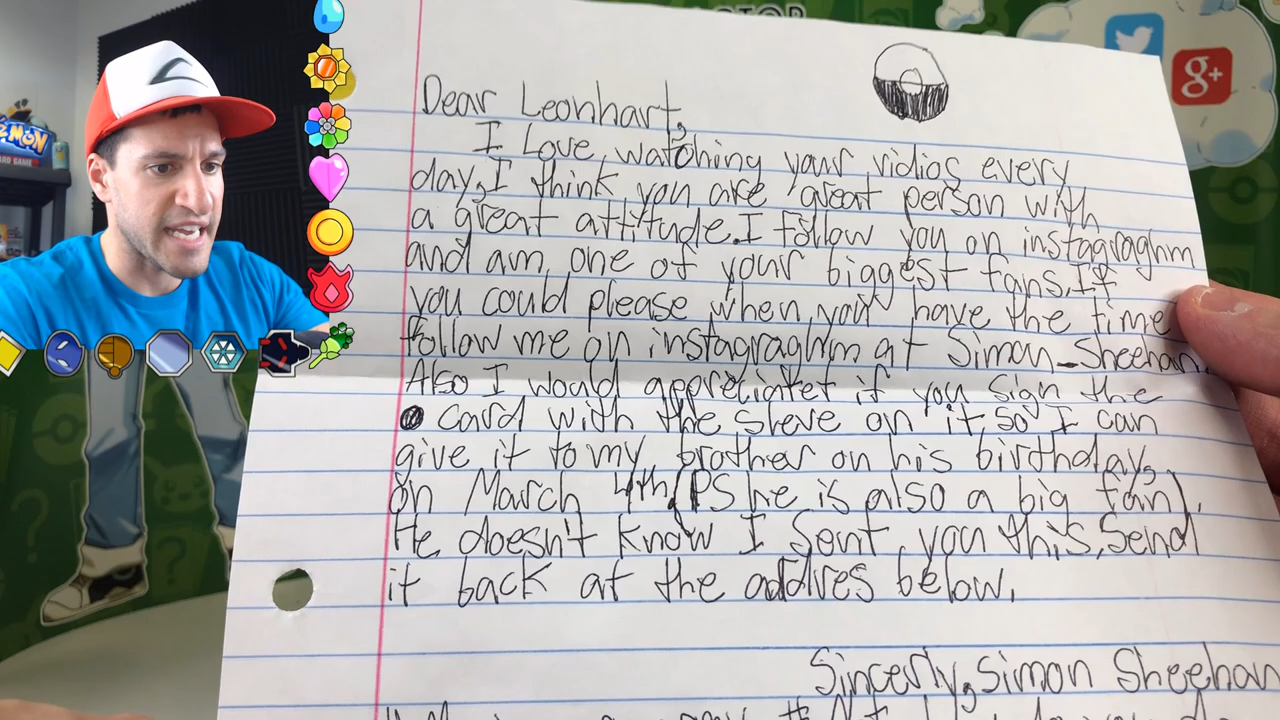 Dear Leonhart,
I Love watching your vidios every
day, I think you are great person with
a great attitude. I follow you on instagraghm
and am one of your biggest fans. If
you could please when your have the time
follow me on instagraghm at Simon_Sheehan.
Also I would appreciatet if you sign the
card with the sleve on it, so I can
give it to my brother on his birthday,
on March 4th (PS he is also a big fan).
He doesn't know I sent you this, Send
it back at the addres below.
Sincerly, Simon Sheehan
g+